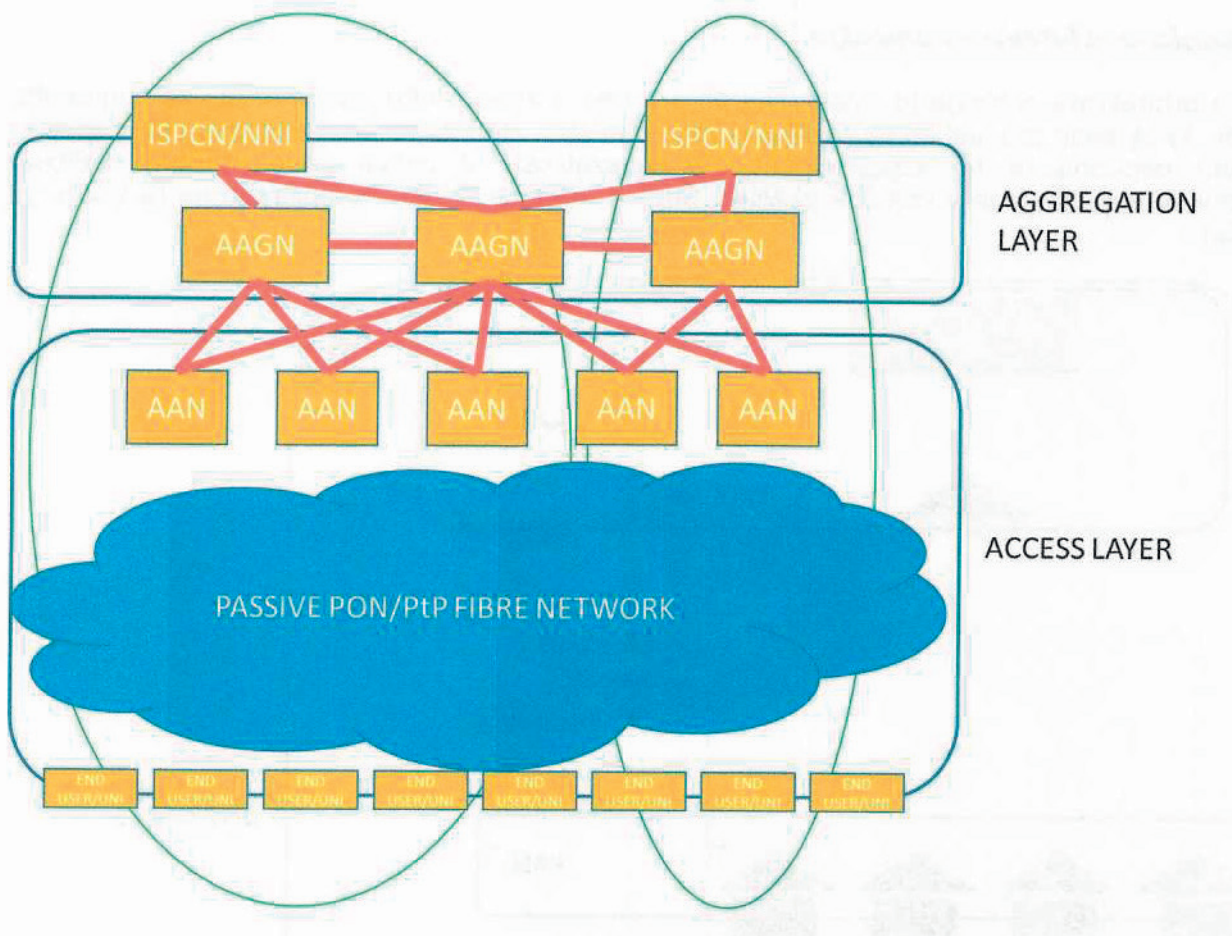 ISPCN/NNI
ISPCN/NNI
AGGREGATION
LAYER
AAGN
AAGN
AAGN
AAN
AAN
AAN
AAN
AAN
ACCESS LAYER
PASSIVE PON/PtP FIBRE NETWORK
END
USER/UNI
END
USER/UNI
END
USER/UNI
END
USER/UNI
END
USER/UNI
END
USER/UNI
END
USER/UNI
END
USER/UNI